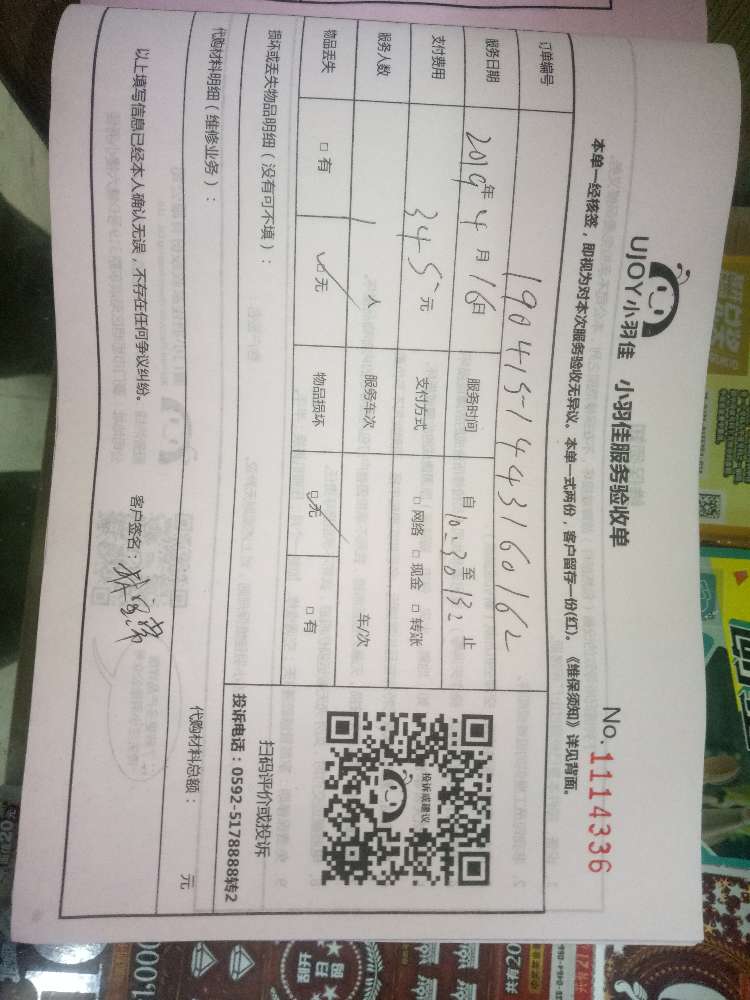 UJOY小羽佳 小羽佳服务验收单
No.1114336
本单一经核签，即视为对本次服务验收无异议。本单一式两份，客户留存一份(红)。《维保须知》详见背面。
订单编号 190415-1443160162
服务日期 2019年4月16日 服务时间 自10:30至13:止
支付费用 345元 支付方式 □网络 □现金 □转账
服务人数 1人 服务车次 车/次
物品丢失 □有 ☑无 物品损坏 ☑无 □有
损坏或丢失物品明细（没有可不填）：
投诉或建议
扫码评价或投诉
投诉电话：0592-5178888转2
代购材料明细（维修业务）： 代购材料总额： 元
以上填写信息已经本人确认无误，不存在任何争议纠纷。 客户签名：